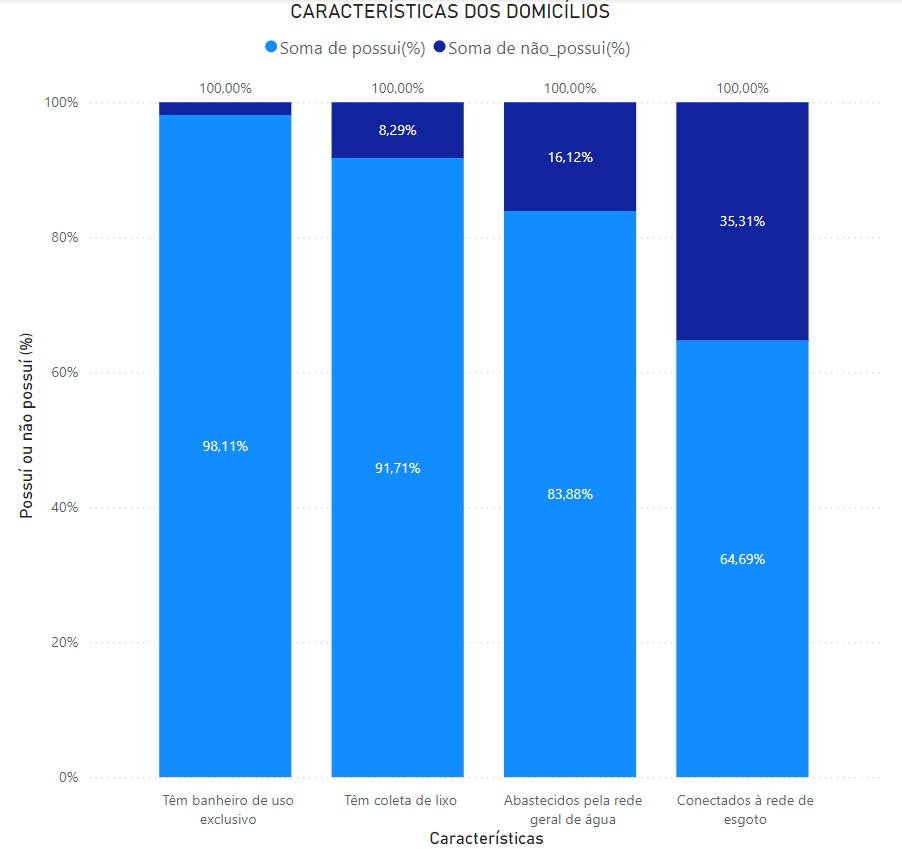 CARACTERÍSTICAS DOS DOMICÍLIOS
Soma de possui(%) Soma de não_possui(%)
100,00% 100,00% 100,00% 100,00%
100%
8,29%
16,12%
35,31%
80%
60%
98,11%
91,71%
83,88%
40%
64,69%
20%
0%
Possuí ou não possuí (%)
Têm banheiro de uso
exclusivo
Têm coleta de lixo
Abastecidos pela rede
geral de água
Conectados à rede de
esgoto
Características